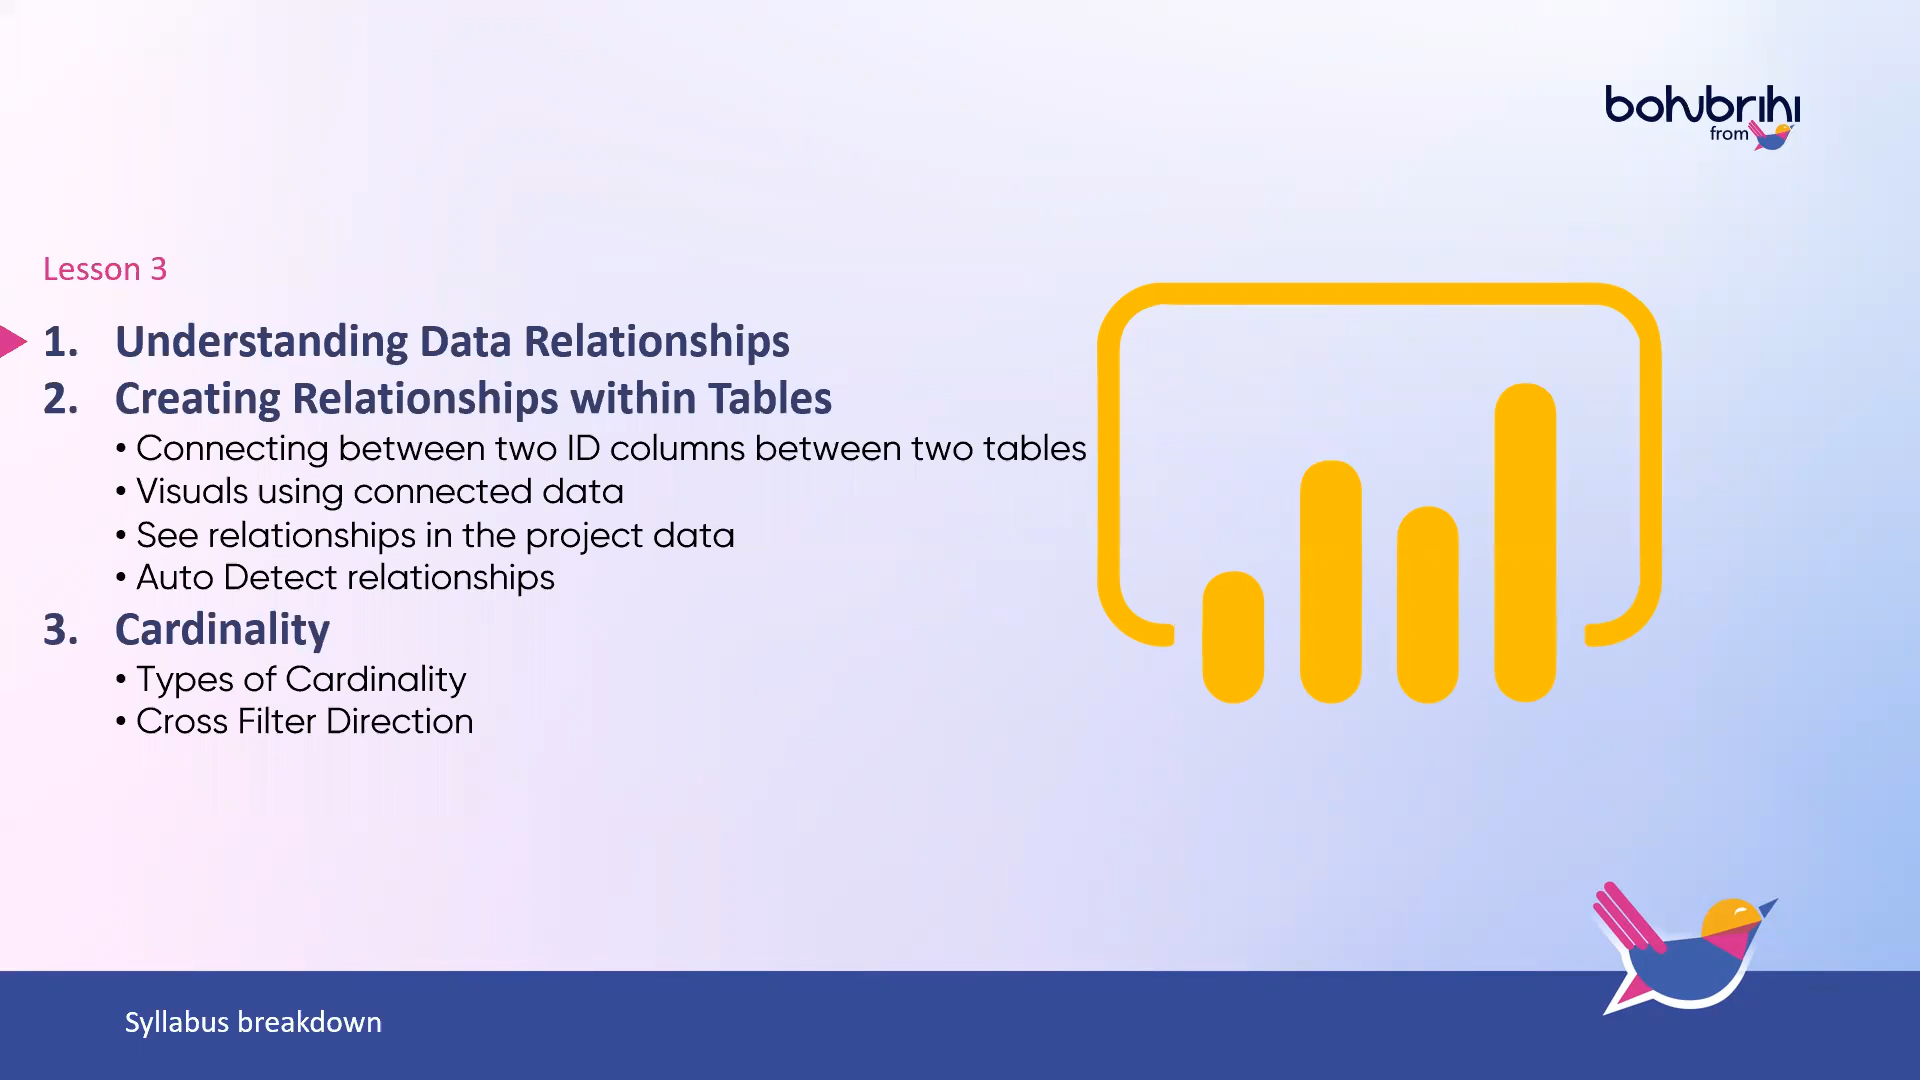 bohubrihi
from
Lesson 3
1. Understanding Data Relationships
2. Creating Relationships within Tables
• Connecting between two ID columns between two tables
• Visuals using connected data
• See relationships in the project data
• Auto Detect relationships
3. Cardinality
• Types of Cardinality
• Cross Filter Direction
Syllabus breakdown